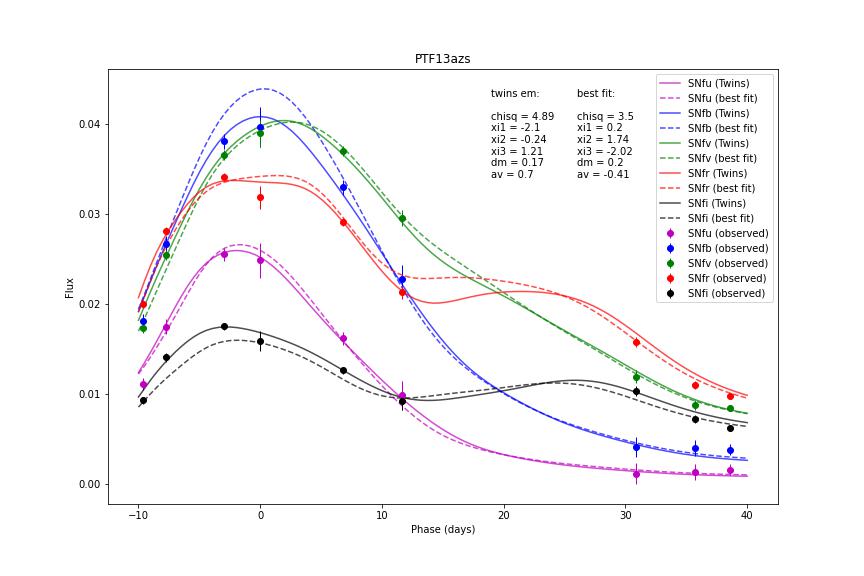 PTF13azs
twins em: best fit:
chisq = 4.89 chisq = 3.5
xi1 = -2.1 xi1 = 0.2
xi2 = -0.24 xi2 = 1.74
xi3 = 1.21 xi3 = -2.02
dm = 0.17 dm = 0.2
av = 0.7 av = -0.41
SNfu (Twins)
SNfu (best fit)
SNfb (Twins)
SNfb (best fit)
SNfv (Twins)
SNfv (best fit)
SNfr (Twins)
SNfr (best fit)
SNfi (Twins)
SNfi (best fit)
SNfu (observed)
SNfb (observed)
SNfv (observed)
SNfr (observed)
SNfi (observed)
Flux
0.04
0.03
0.02
0.01
0.00
−10 0 10 20 30 40
Phase (days)